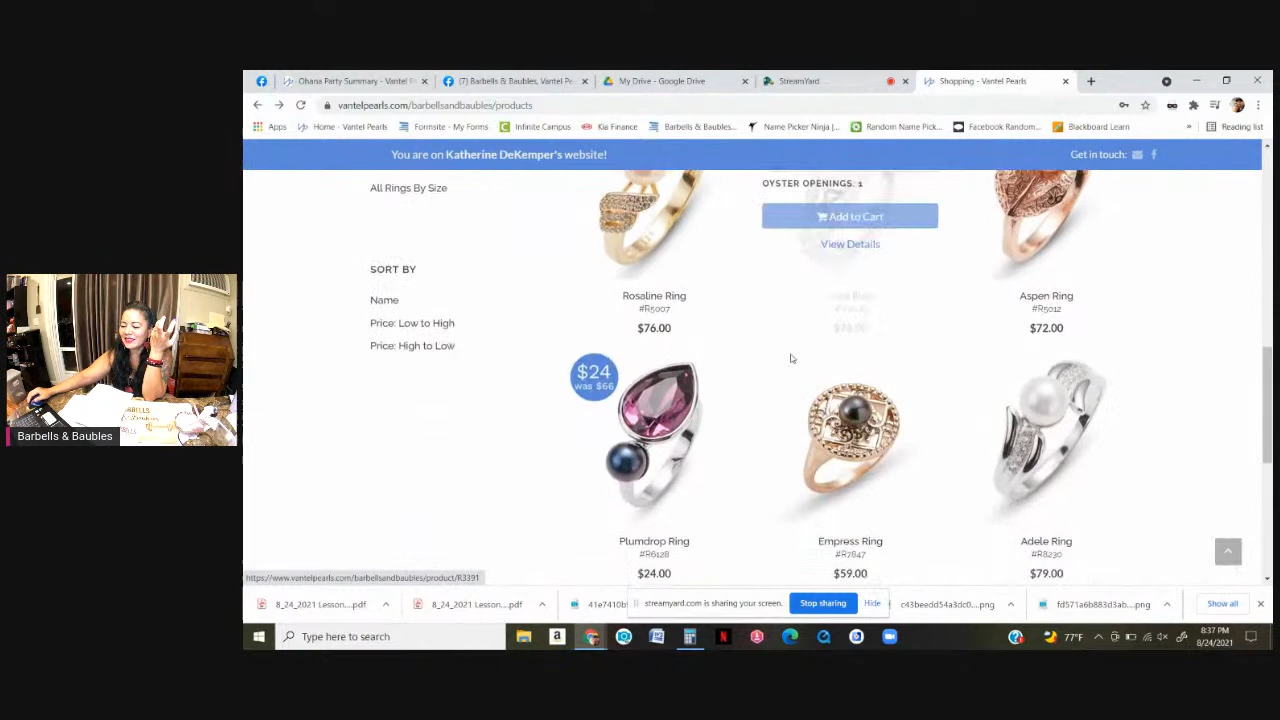 Ohana Party Summary - Vantel P
(7) Barbells & Baubles, Vantel Pe
My Drive - Google Drive
StreamYard
Shopping - Vantel Pearls
vantelpearls.com/barbellsandbaubles/products
Apps
Home - Vantel Pearls
Formsite - My Forms
Infinite Campus
Kia Finance
Barbells & Baubles...
Name Picker Ninja |...
Random Name Pick...
Facebook Random...
Blackboard Learn
»
Reading list
You are on Katherine DeKemper's website!
Get in touch:
All Rings By Size
OYSTER OPENINGS: 1
Add to Cart
View Details
SORT BY
Name
Price: Low to High
Price: High to Low
Rosaline Ring
#R5007
$76.00
Aspen Ring
#R5012
$72.00
$24
was $66
Plumdrop Ring
#R6128
$24.00
Empress Ring
#R7847
$59.00
Adele Ring
#R8230
$79.00
BARBELLS
Barbells & Baubles
https://www.vantelpearls.com/barbellsandbaubles/product/R3391
8_24_2021 Lesson....pdf
8_24_2021 Lesson....pdf
streamyard.com is sharing your screen.
Stop sharing
Hide
c43beedd54a3dc0....png
fd571a6b883d3ab....png
Show all
Type here to search
77°F
8:37 PM
8/24/2021